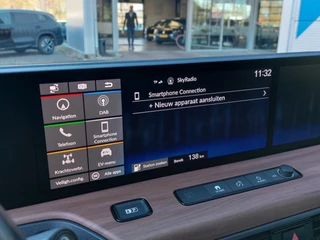 SkyRadio
11:32
Smartphone Connection
+ Nieuw apparaat aansluiten
Navigation
DAB
Telefoon
Smartphone Connection
Krachtoverbr.
EV-menu
Veiligh.config.
Alle apps
Station zoeken
Bereik 138 km